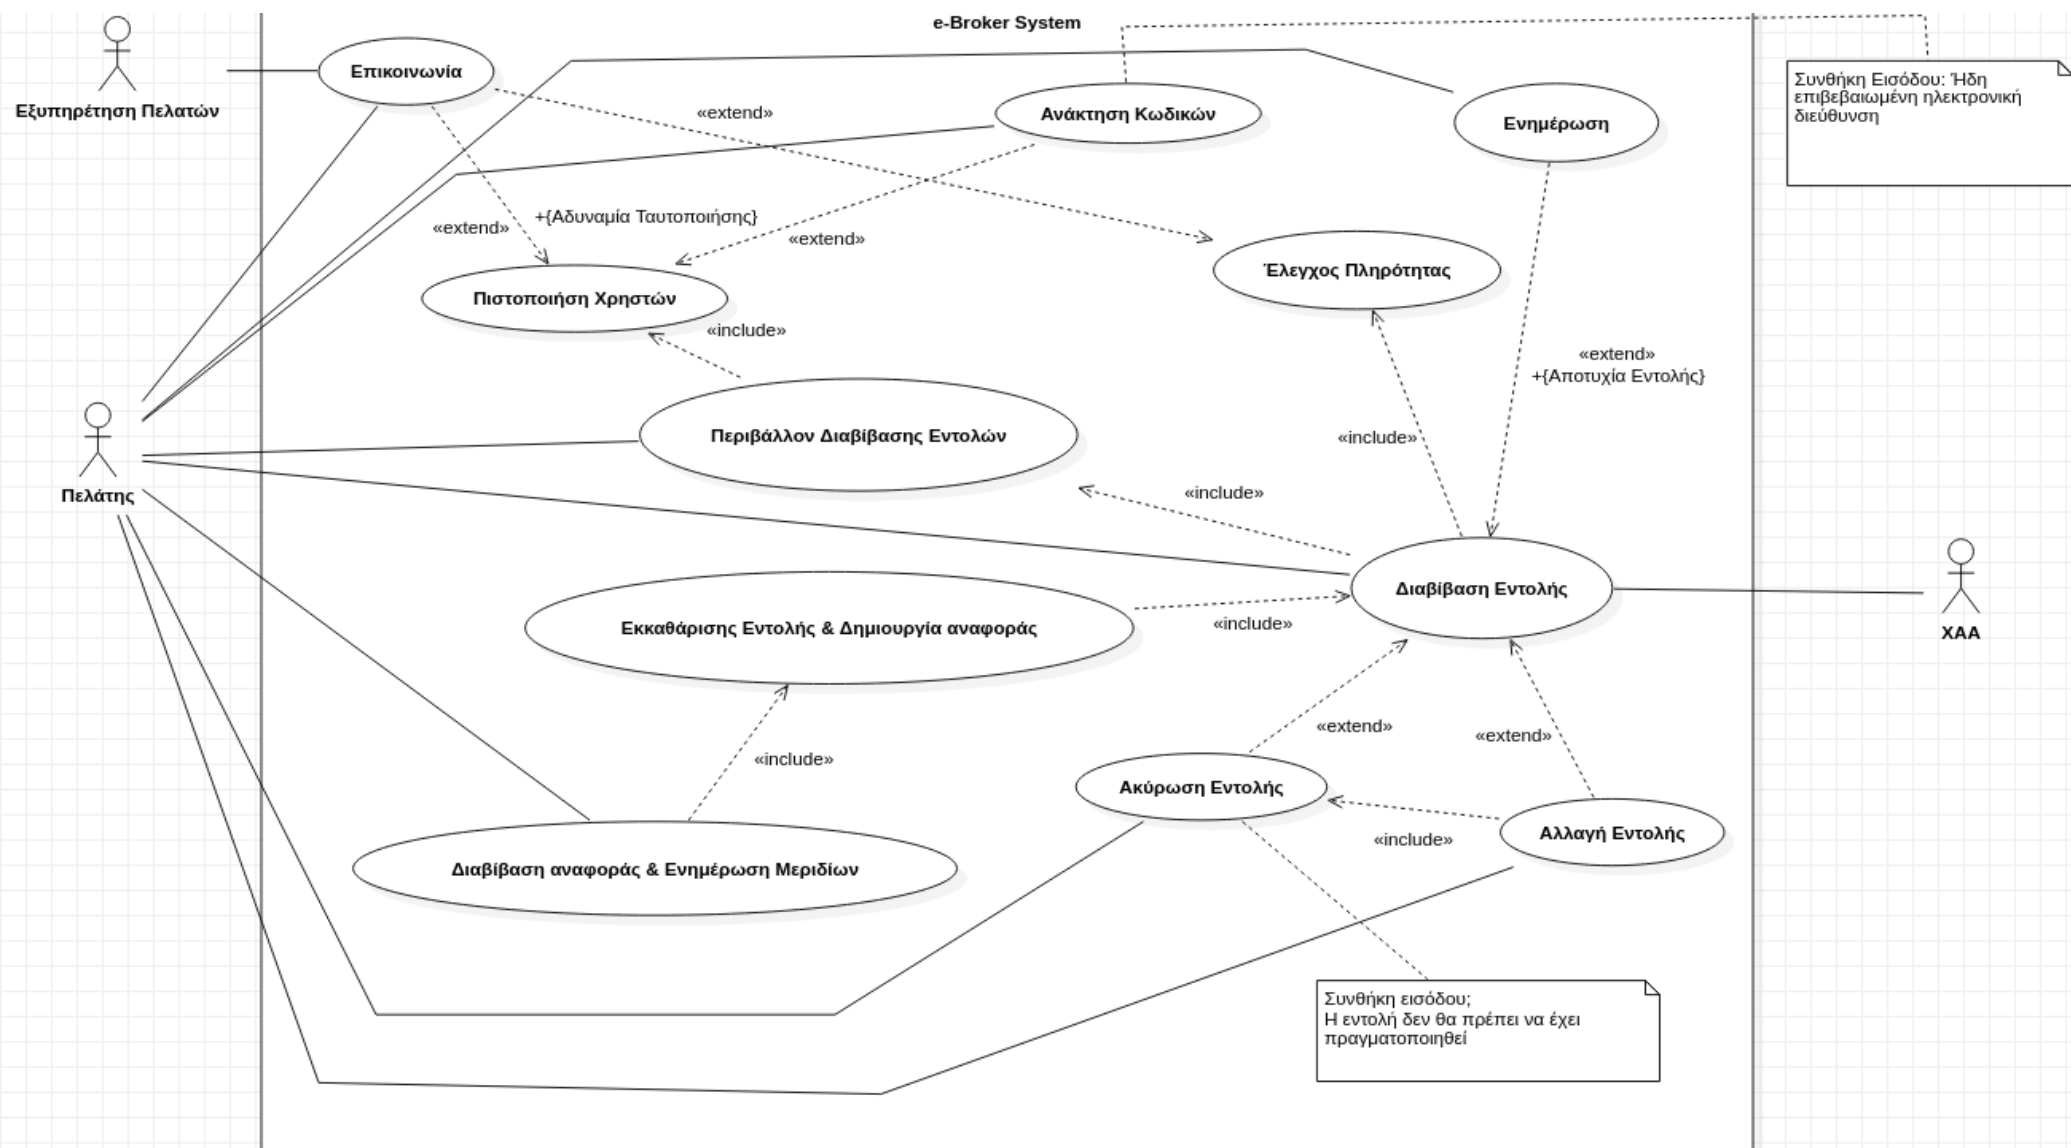 e-Broker System
Εξυπηρέτηση Πελατών
Επικοινωνία
«extend»
Ανάκτηση Κωδικών
Ενημέρωση
Συνθήκη Εισόδου: Ήδη
επιβεβαιωμένη ηλεκτρονική
διεύθυνση
«extend»
+{Αδυναμία Ταυτοποιήσης}
«extend»
Πιστοποιήση Χρηστών
Έλεγχος Πληρότητας
«include»
«extend»
+{Αποτυχία Εντολής}
Περιβάλλον Διαβίβασης Εντολών
«include»
«include»
Πελάτης
Διαβίβαση Εντολής
Εκκαθάρισης Εντολής & Δημιουργία αναφοράς
«include»
ΧΑΑ
«extend»
«extend»
«include»
Ακύρωση Εντολής
Αλλαγή Εντολής
«include»
Διαβίβαση αναφοράς & Ενημέρωση Μεριδίων
Συνθήκη εισόδου;
Η εντολή δεν θα πρέπει να έχει
πραγματοποιηθεί